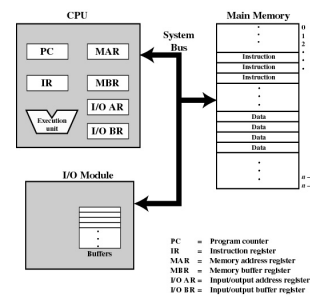 CPU
Main Memory
System
Bus
PC
MAR
IR
MBR
Execution
unit
I/O AR
I/O BR
0
1
2
Instruction
Instruction
Instruction
Data
Data
Data
Data
n -
n -
I/O Module
Buffers
PC = Program counter
IR = Instruction register
MAR = Memory address register
MBR = Memory buffer register
I/O AR = Input/output address register
I/O BR = Input/output buffer register